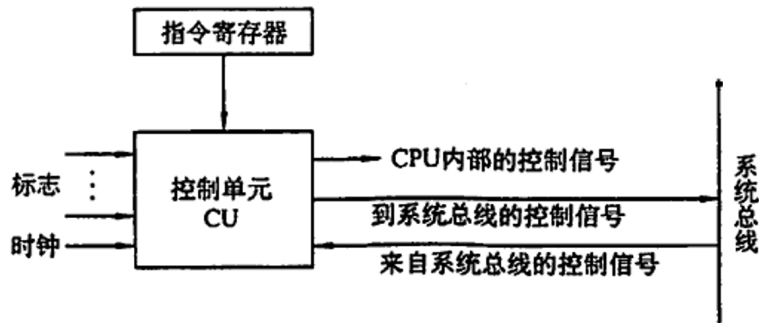 指令寄存器
标志
时钟
控制单元
CU
CPU内部的控制信号
到系统总线的控制信号
来自系统总线的控制信号
系统总线